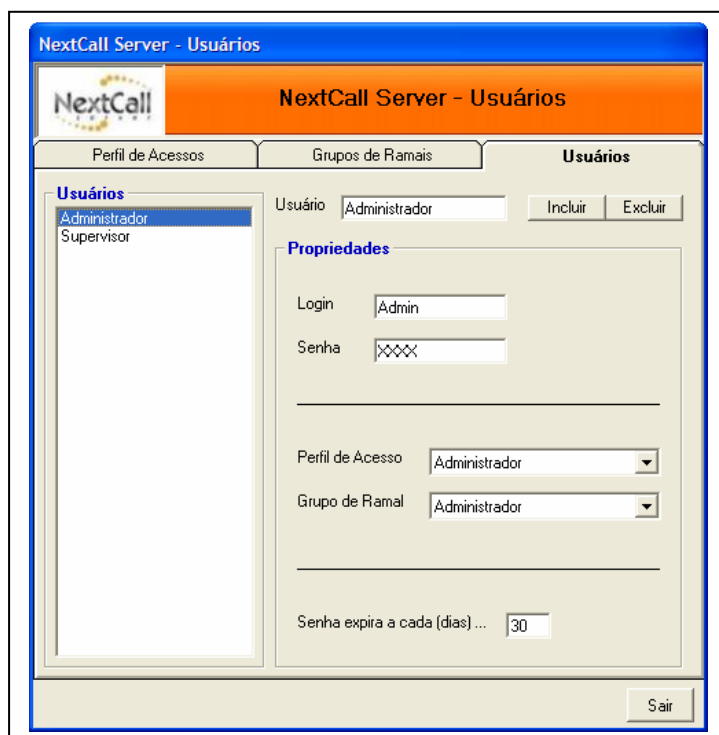 NextCall Server - Usuários
NextCall
NextCall Server - Usuários
Perfil de Acessos
Grupos de Ramais
Usuários
Usuários
Administrador
Supervisor
Usuário
Administrador
Incluir
Excluir
Propriedades
Login
Admin
Senha
XXXX
Perfil de Acesso
Administrador
Grupo de Ramal
Administrador
Senha expira a cada (dias) ...
30
Sair